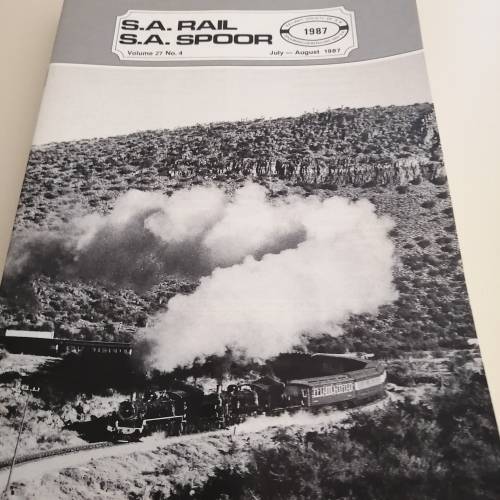 S.A. RAIL
S.A. SPOOR
1987
Volume 27 No. 4
July — August 1987